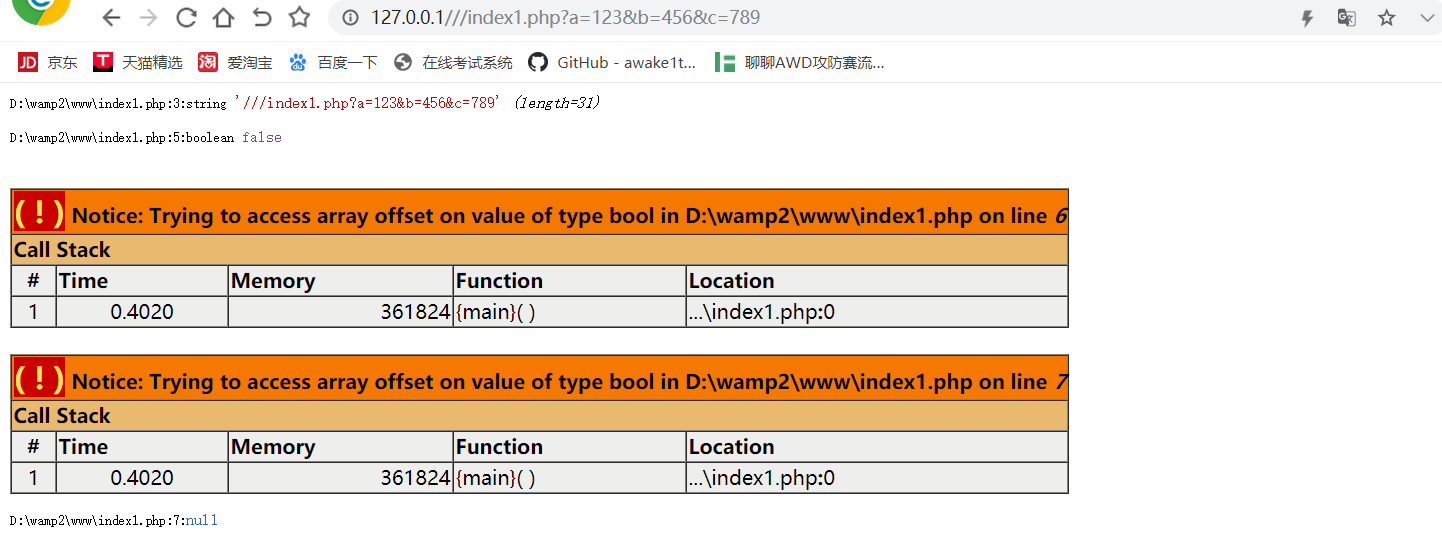 127.0.0.1///index1.php?a=123&b=456&c=789
JD 京东 T 天猫精选 淘 爱淘宝 百度一下 在线考试系统 GitHub - awake1t... 聊聊AWD攻防赛流...
D:\wamp2\www\index1.php:3:string '///index1.php?a=123&b=456&c=789' (length=31)
D:\wamp2\www\index1.php:5:boolean false
( ! ) Notice: Trying to access array offset on value of type bool in D:\wamp2\www\index1.php on line 6
Call Stack
# Time Memory Function Location
1 0.4020 361824 {main}( ) ...\index1.php:0
( ! ) Notice: Trying to access array offset on value of type bool in D:\wamp2\www\index1.php on line 7
Call Stack
# Time Memory Function Location
1 0.4020 361824 {main}( ) ...\index1.php:0
D:\wamp2\www\index1.php:7:null